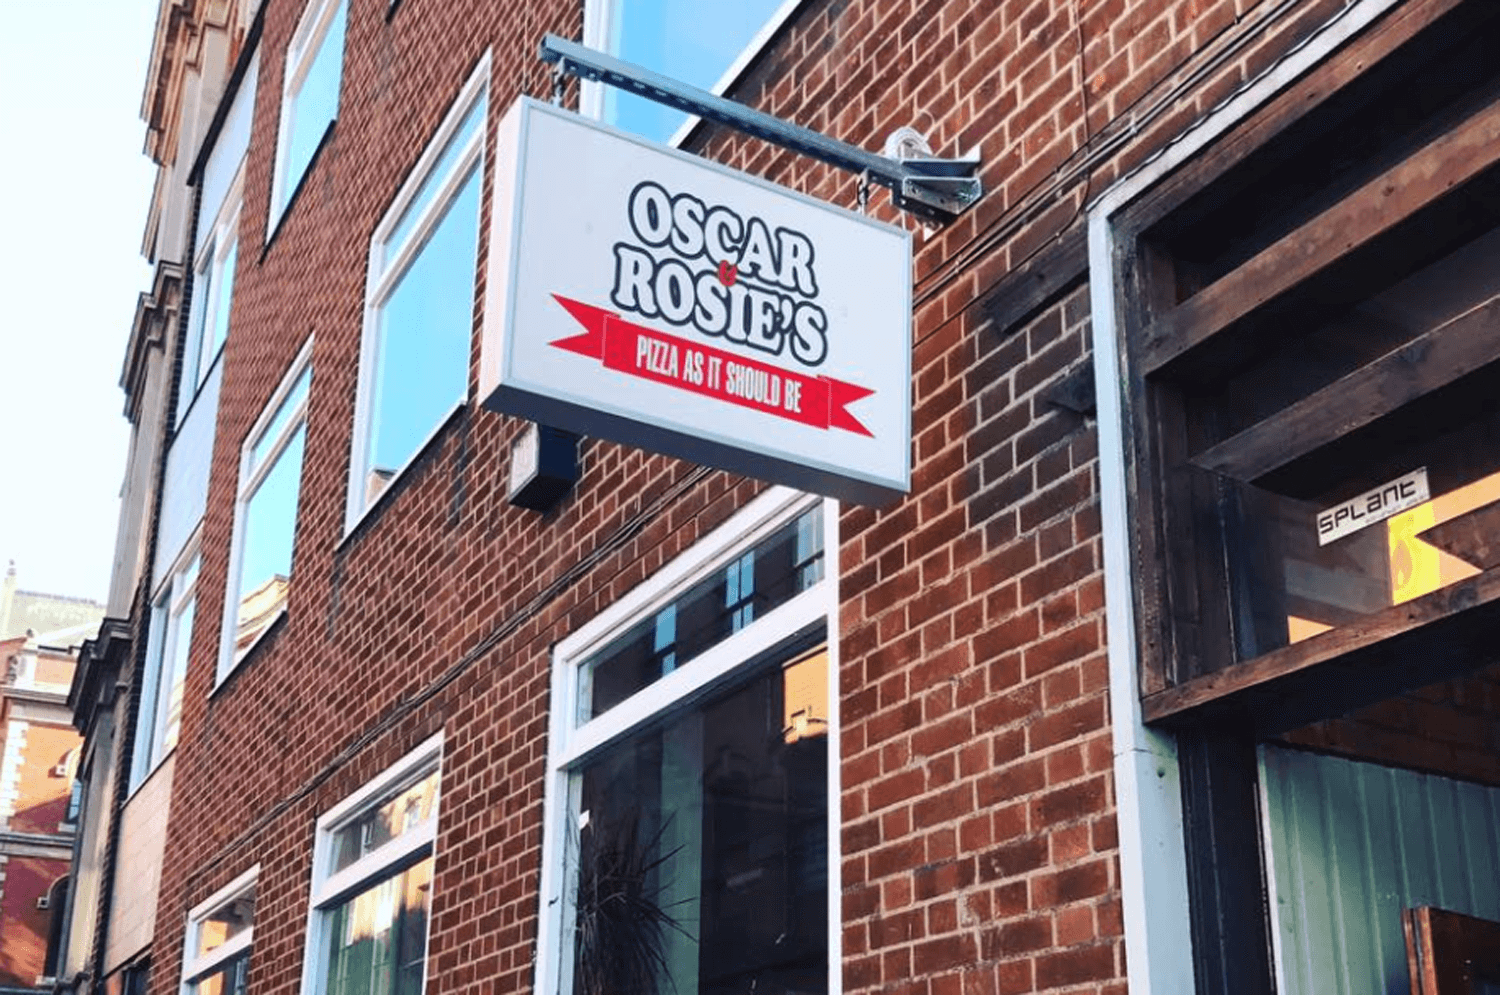 OSCAR
&
ROSIE'S
PIZZA AS IT SHOULD BE
SPLANT